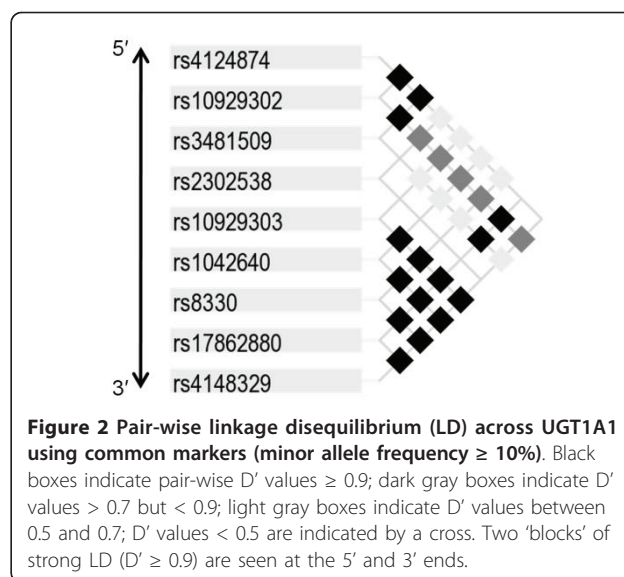 5′
rs4124874
rs10929302
rs3481509
rs2302538
rs10929303
rs1042640
rs8330
rs17862880
rs4148329
3′
Figure 2 Pair-wise linkage disequilibrium (LD) across UGT1A1
using common markers (minor allele frequency ≥ 10%). Black
boxes indicate pair-wise D’ values ≥ 0.9; dark gray boxes indicate D’
values > 0.7 but < 0.9; light gray boxes indicate D’ values between
0.5 and 0.7; D’ values < 0.5 are indicated by a cross. Two ‘blocks’ of
strong LD (D’ ≥ 0.9) are seen at the 5’ and 3’ ends.